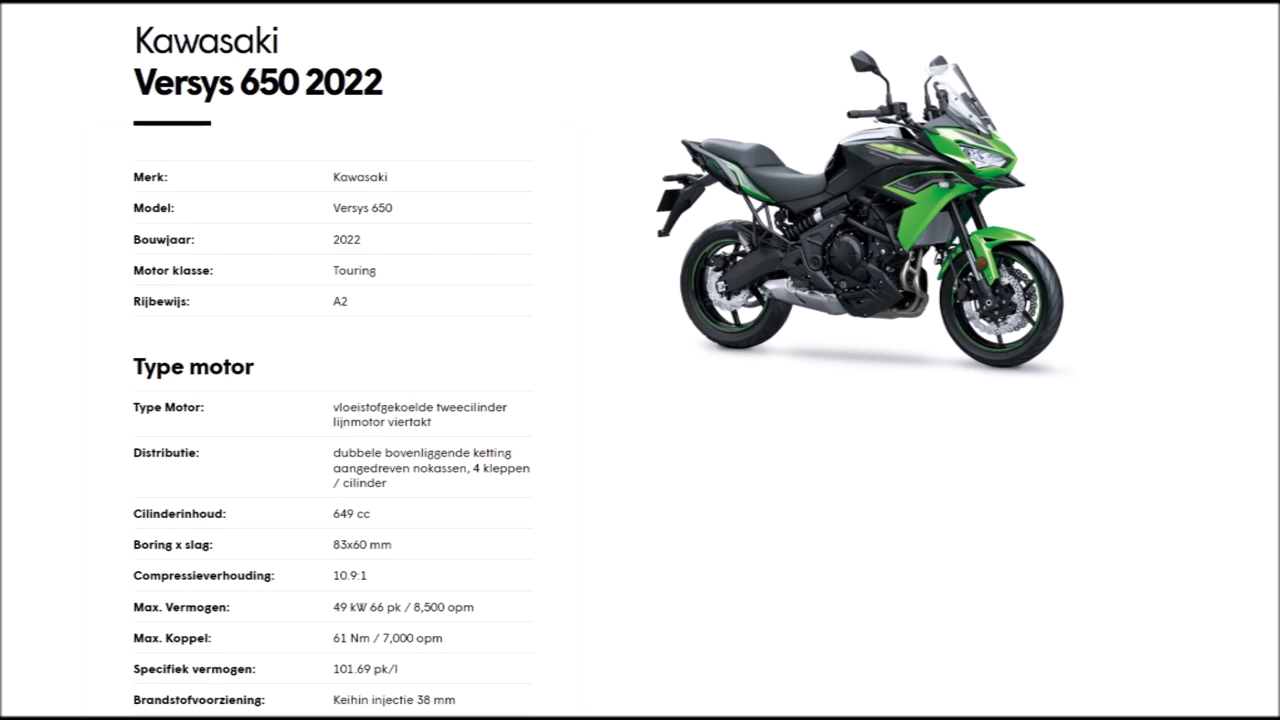 Kawasaki
Versys 650 2022
Merk: Kawasaki
Model: Versys 650
Bouwjaar: 2022
Motor klasse: Touring
Rijbewijs: A2
Type motor
Type Motor: vloeistofgekoelde tweecilinder
lijnmotor viertakt
Distributie: dubbele bovenliggende ketting
aangedreven nokassen, 4 kleppen
/ cilinder
Cilinderinhoud: 649 cc
Boring x slag: 83x60 mm
Compressieverhouding: 10.9:1
Max. Vermogen: 49 kW 66 pk / 8,500 opm
Max. Koppel: 61 Nm / 7,000 opm
Specifiek vermogen: 101.69 pk/l
Brandstofvoorziening: Keihin injectie 38 mm